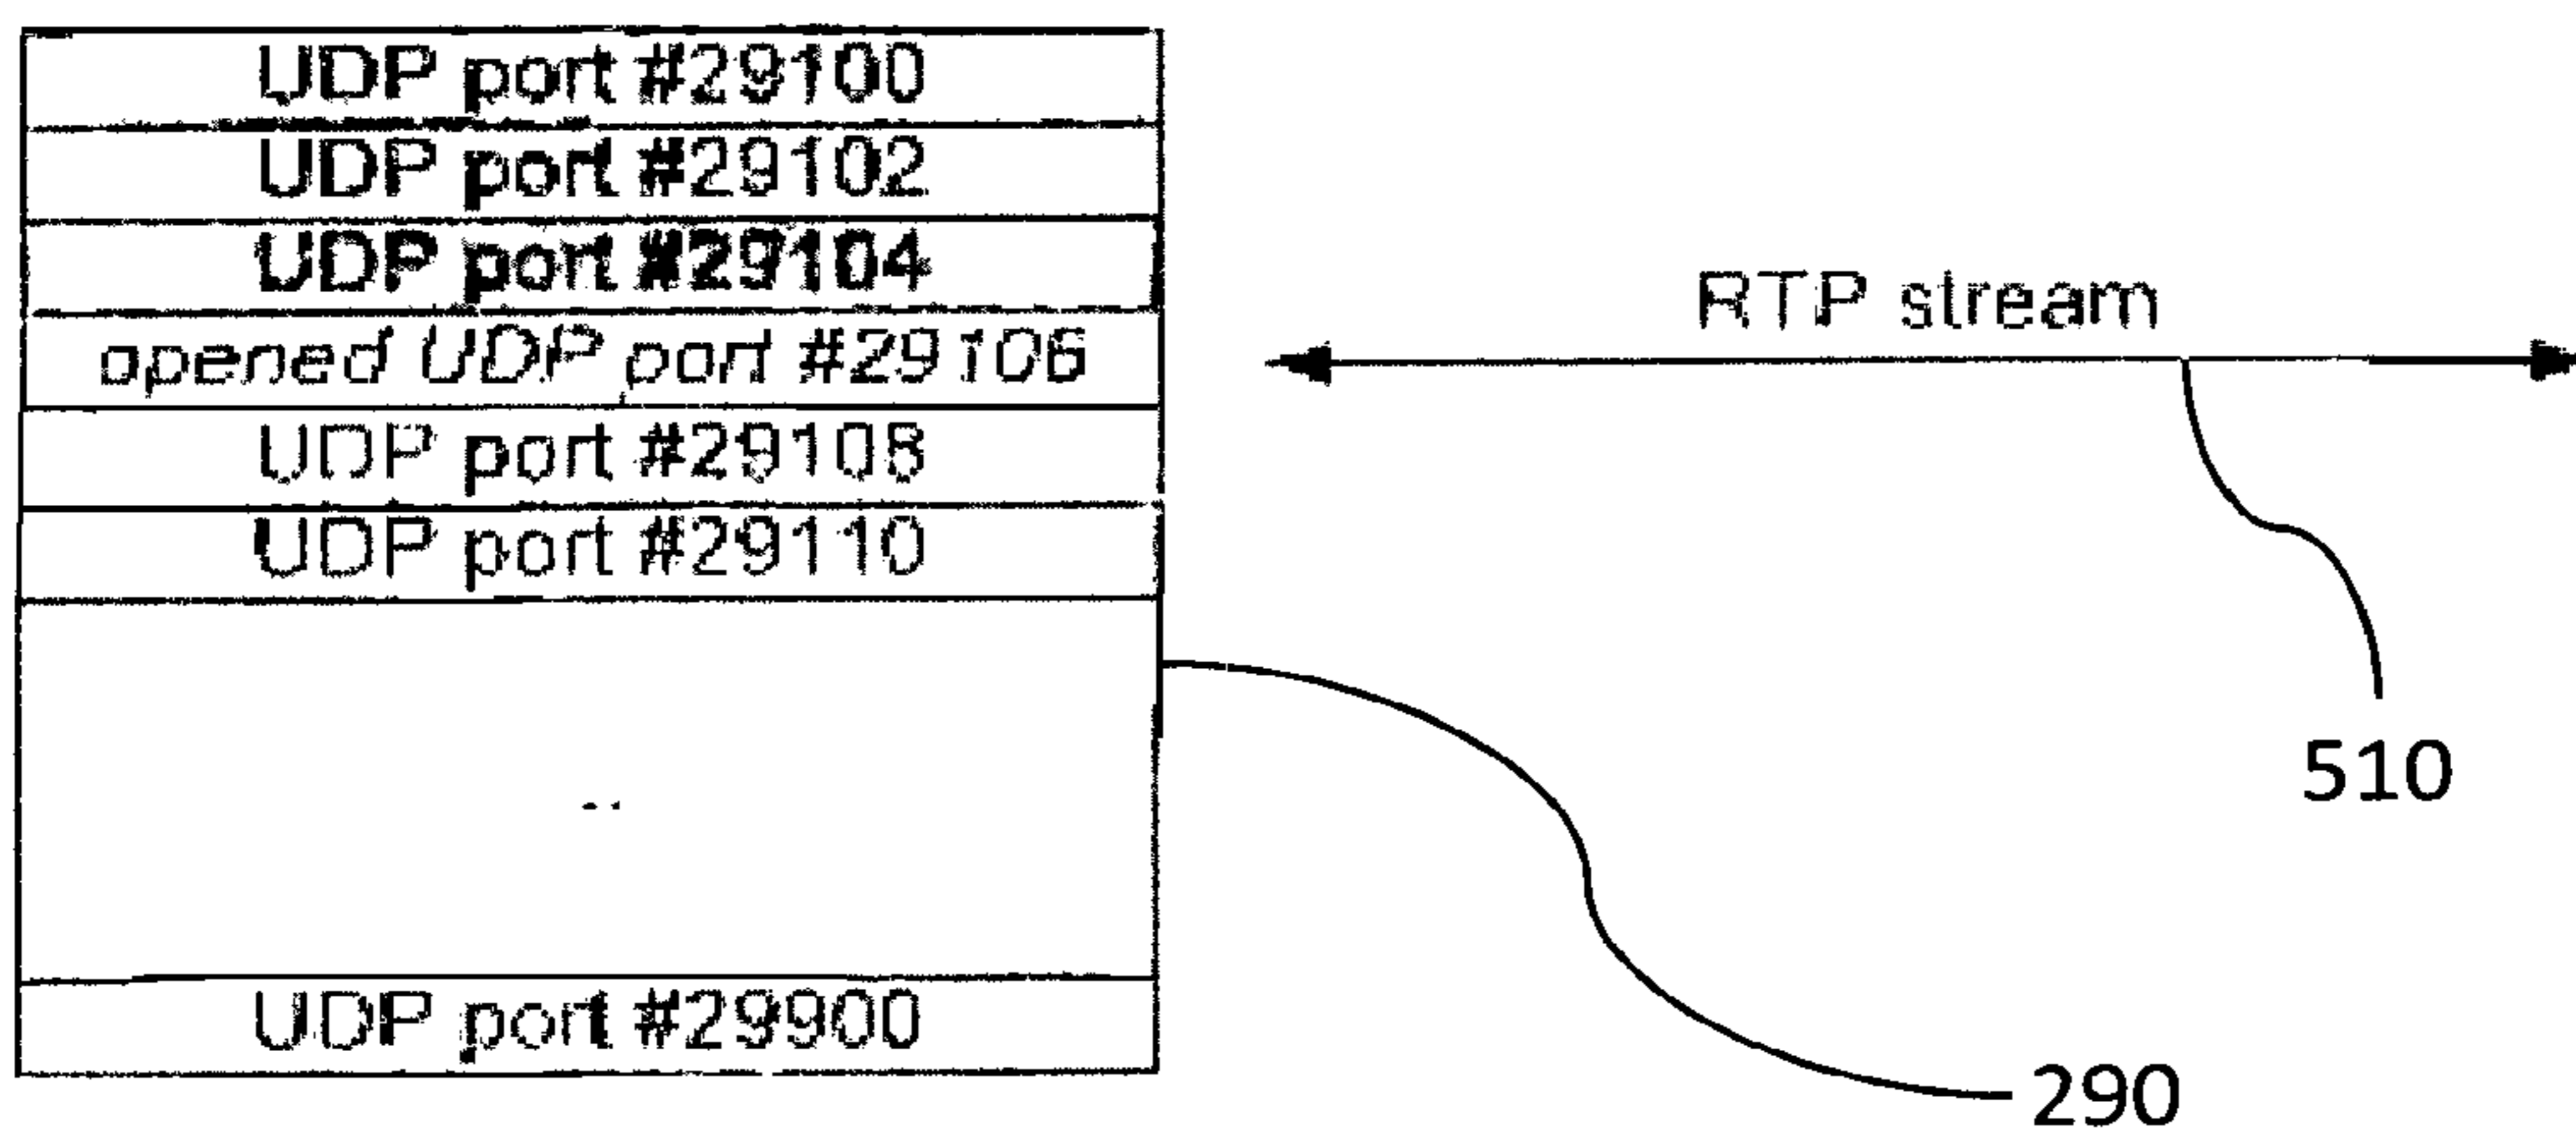 UDP port #29100
UDP port #29102
UDP port #29104
opened UDP port #29106
RTP stream
UDP port #29108
UDP port #29110
510
..
UDP port #29900
290